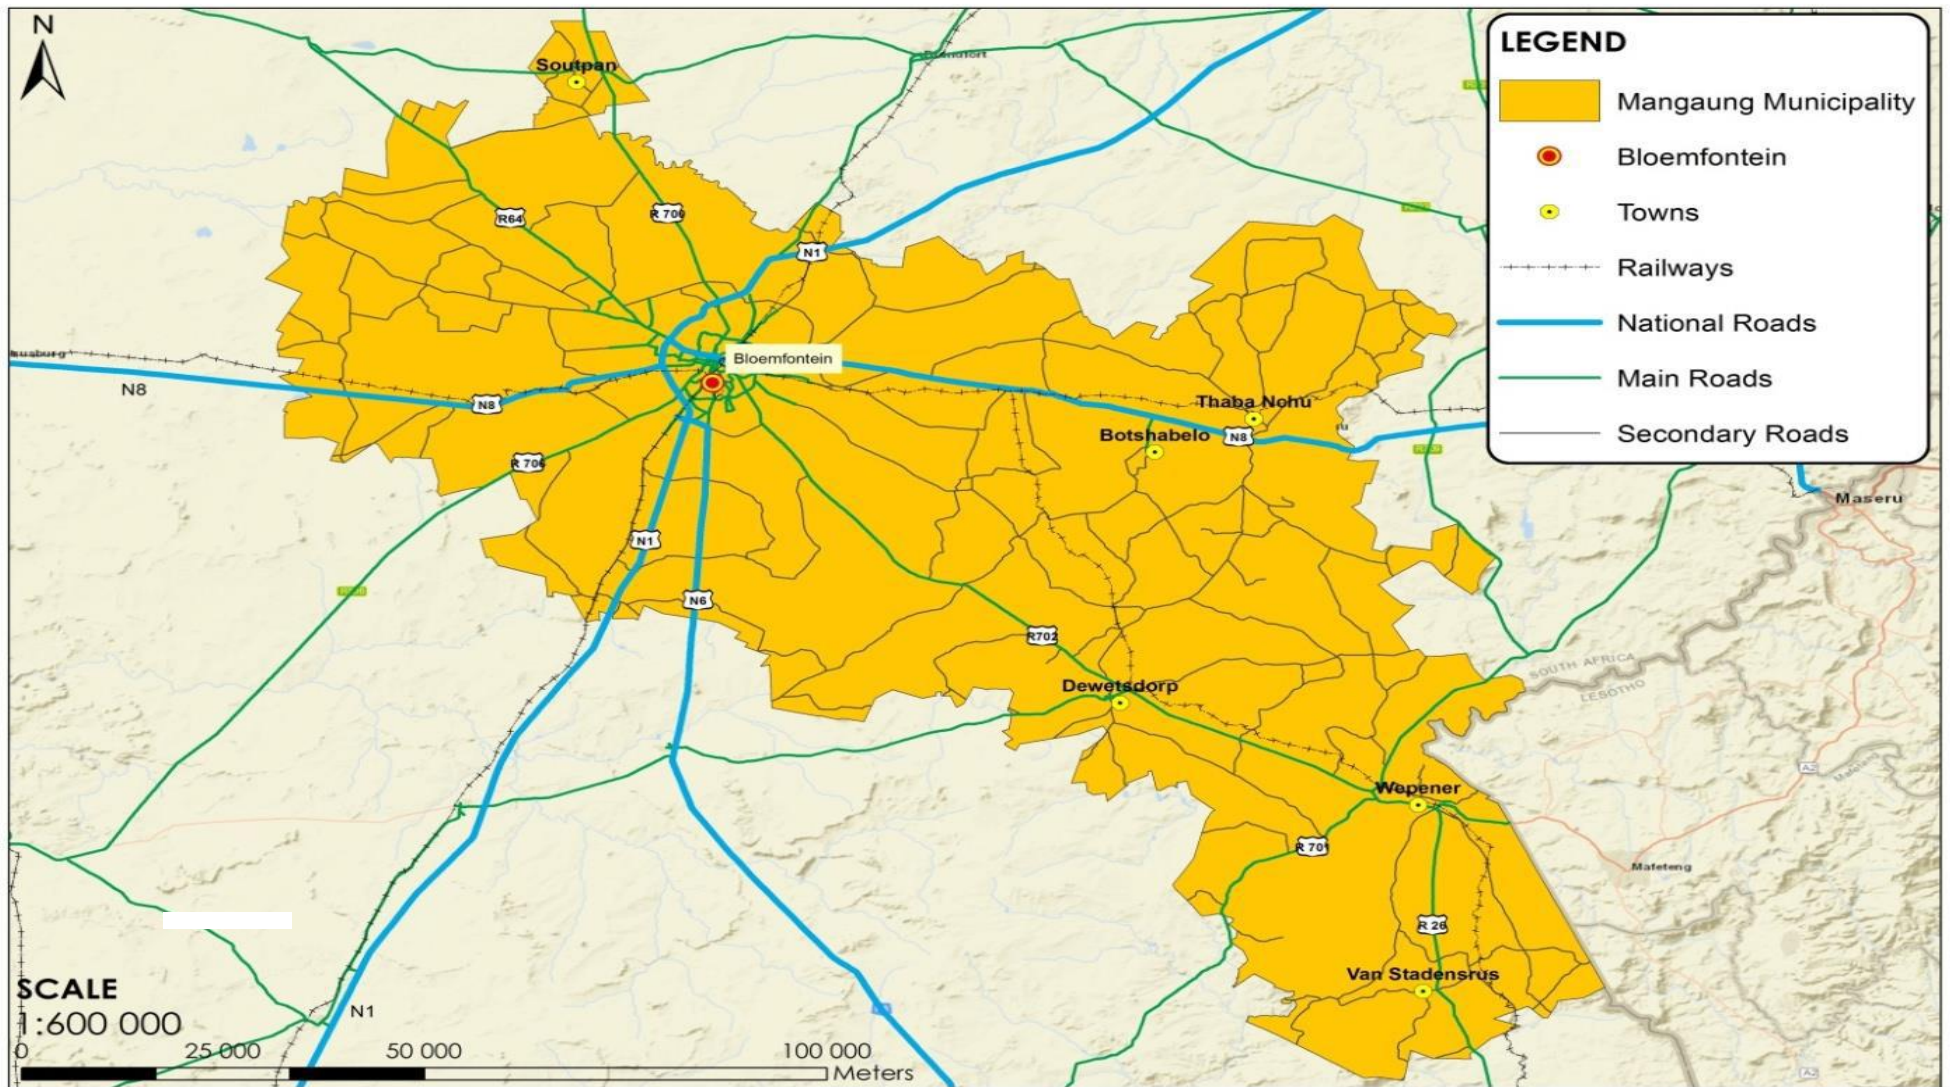 N
Soutpan
LEGEND
Mangaung Municipality
Bloemfontein
Towns
Railways
National Roads
Main Roads
Secondary Roads
R64
R 700
N1
Bloemfontein
N8
N8
Thaba Nchu
Botshabelo
N8
R 706
Maseru
N1
N6
R702
SOUTH AFRICA
LESOTHO
Dewetsdorp
A2
Wepener
R 701
Mafeteng
R 26
Van Stadensrus
SCALE
1:600 000
N1
0 25 000 50 000 100 000
Meters
A2